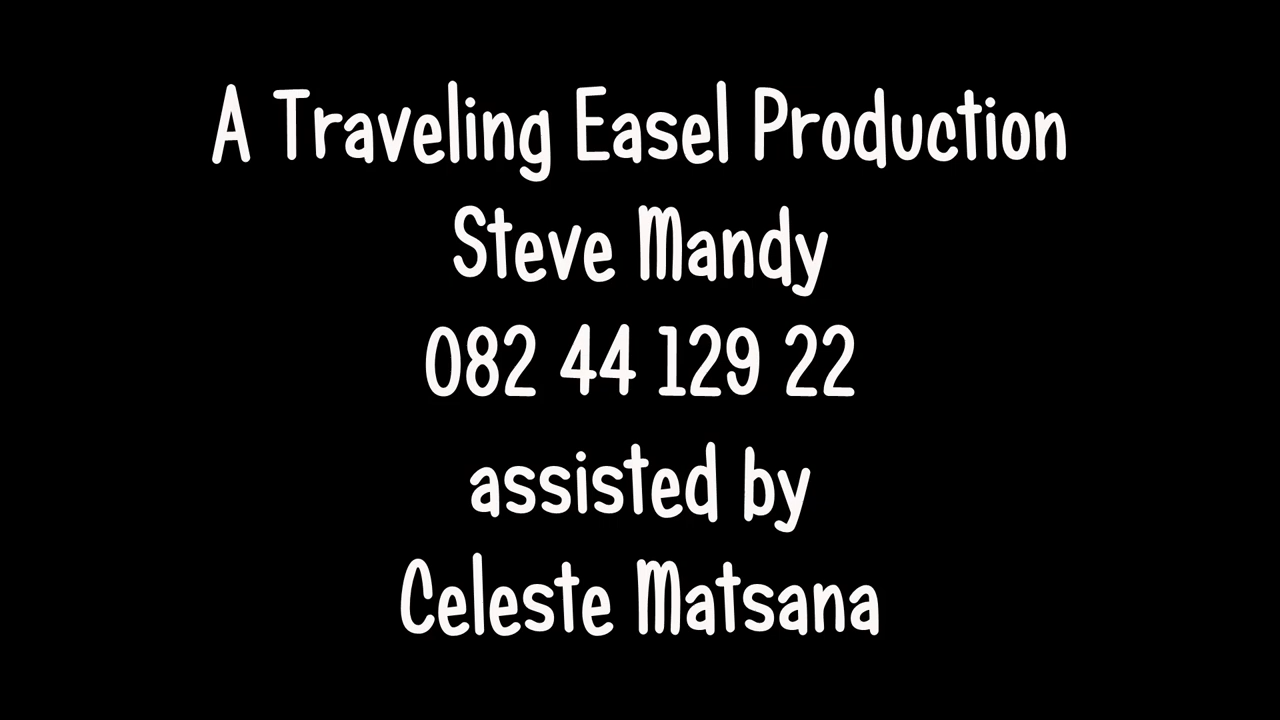 A Traveling Easel Production
Steve Mandy
082 44 129 22
assisted by
Celeste Matsana